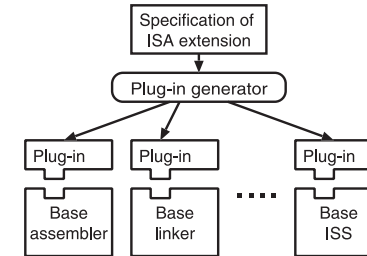 Specification of
ISA extension
Plug-in generator
Plug-in
Plug-in
Plug-in
Base
assembler
Base
linker
Base
ISS